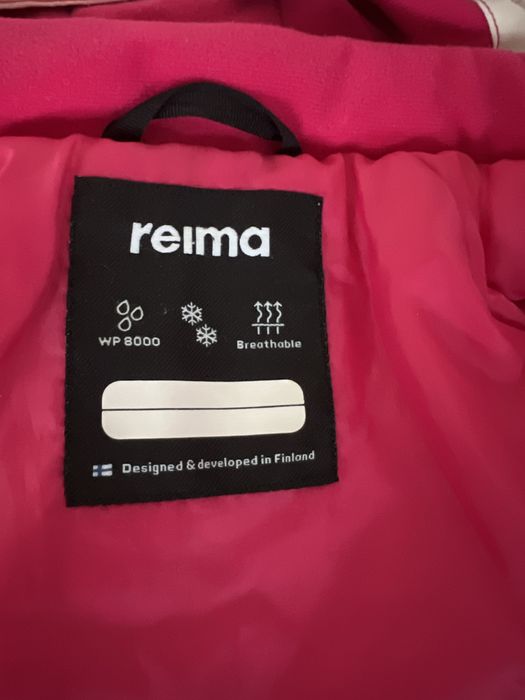 reima
WP 8000
Breathable
Designed & developed in Finland